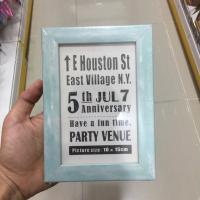 ↑E Houston St
East Village N.Y.
5th JUL7
Anniversary
Have a fun time.
PARTY VENUE
Picture size: 10 x 15cm